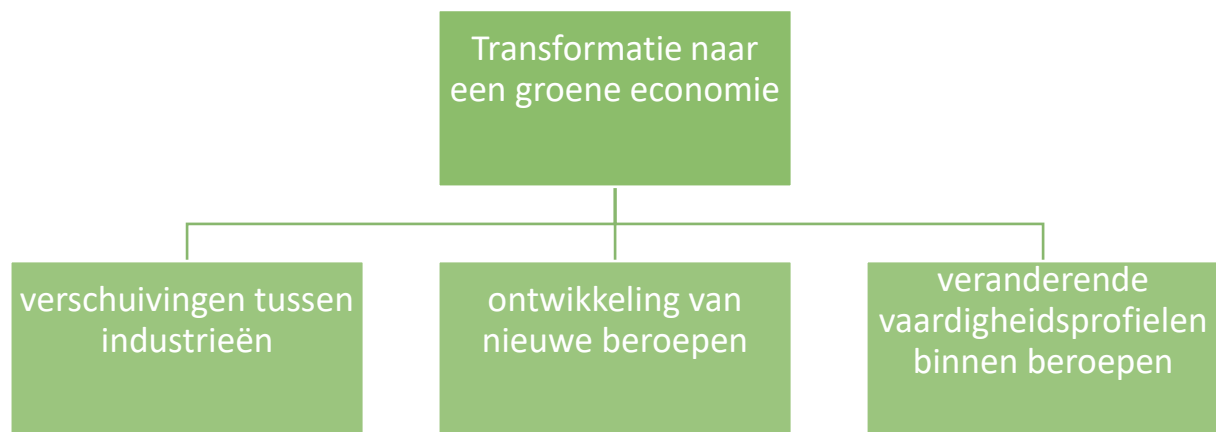 Transformatie naar
een groene economie
verschuivingen tussen
industrieën
ontwikkeling van
nieuwe beroepen
veranderende
vaardigheidsprofielen
binnen beroepen